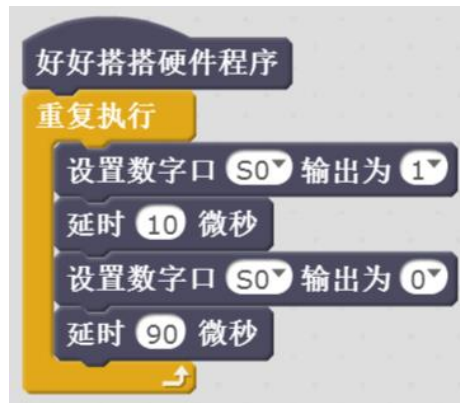 好好搭搭硬件程序
重复执行
设置数字口 S0 输出为 1
延时 10 微秒
设置数字口 S0 输出为 0
延时 90 微秒